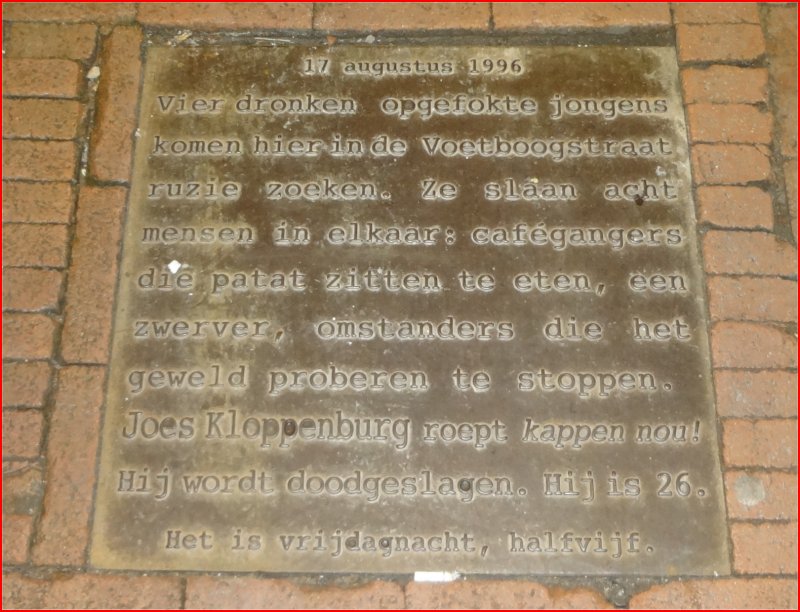 17 augustus 1996
Vier dronken opgefokte jongens
komen hier in de Voetboogstraat
ruzie zoeken. Ze slaan acht
mensen in elkaar: cafégangers
die patat zitten te eten, een
zwerver, omstanders die het
geweld proberen te stoppen.
Joes Kloppenburg roept kappen nou!
Hij wordt doodgeslagen. Hij is 26.
Het is vrijdagnacht, halfvijf.